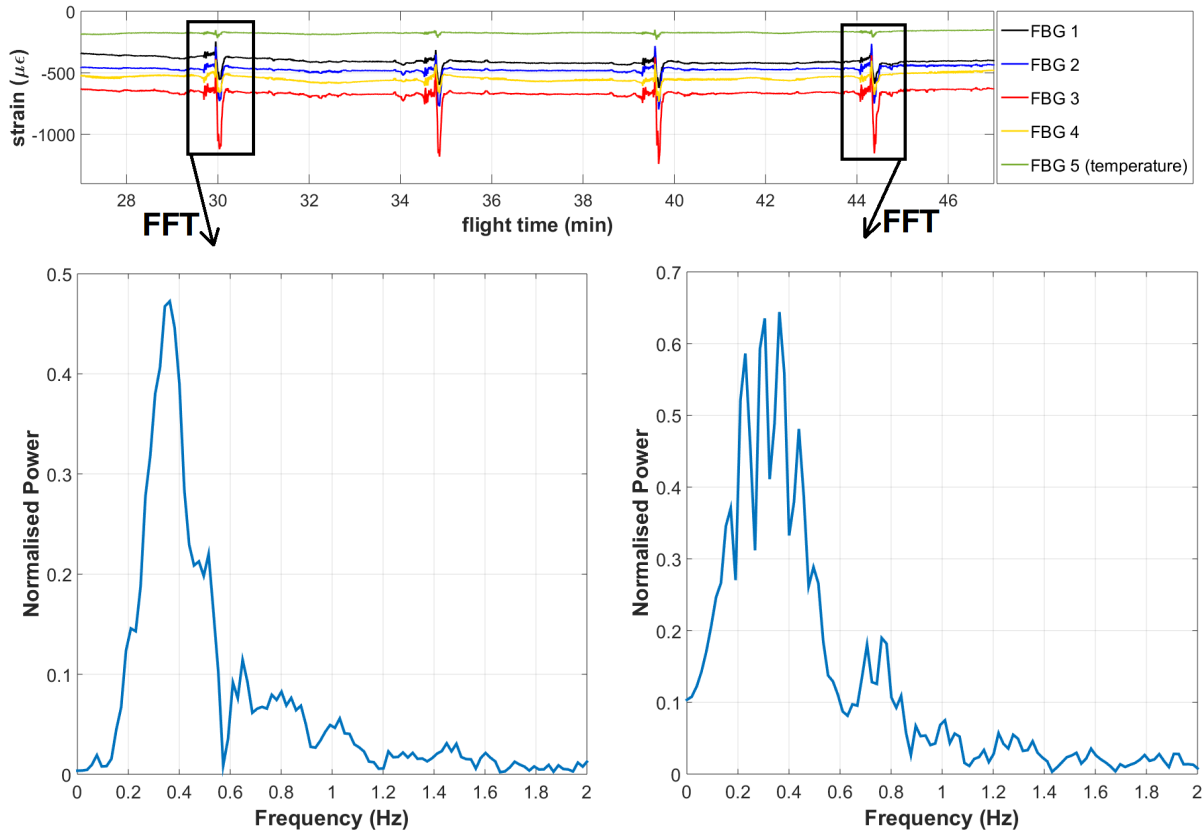 0
-500
-1000
strain (με)
28 30 32 34 36 38 40 42 44 46
flight time (min)
FBG 1
FBG 2
FBG 3
FBG 4
FBG 5 (temperature)
FFT
FFT
0.5
0.4
0.3
0.2
0.1
0
Normalised Power
0 0.2 0.4 0.6 0.8 1 1.2 1.4 1.6 1.8 2
Frequency (Hz)
0.7
0.6
0.5
0.4
0.3
0.2
0.1
0
Normalised Power
0 0.2 0.4 0.6 0.8 1 1.2 1.4 1.6 1.8 2
Frequency (Hz)